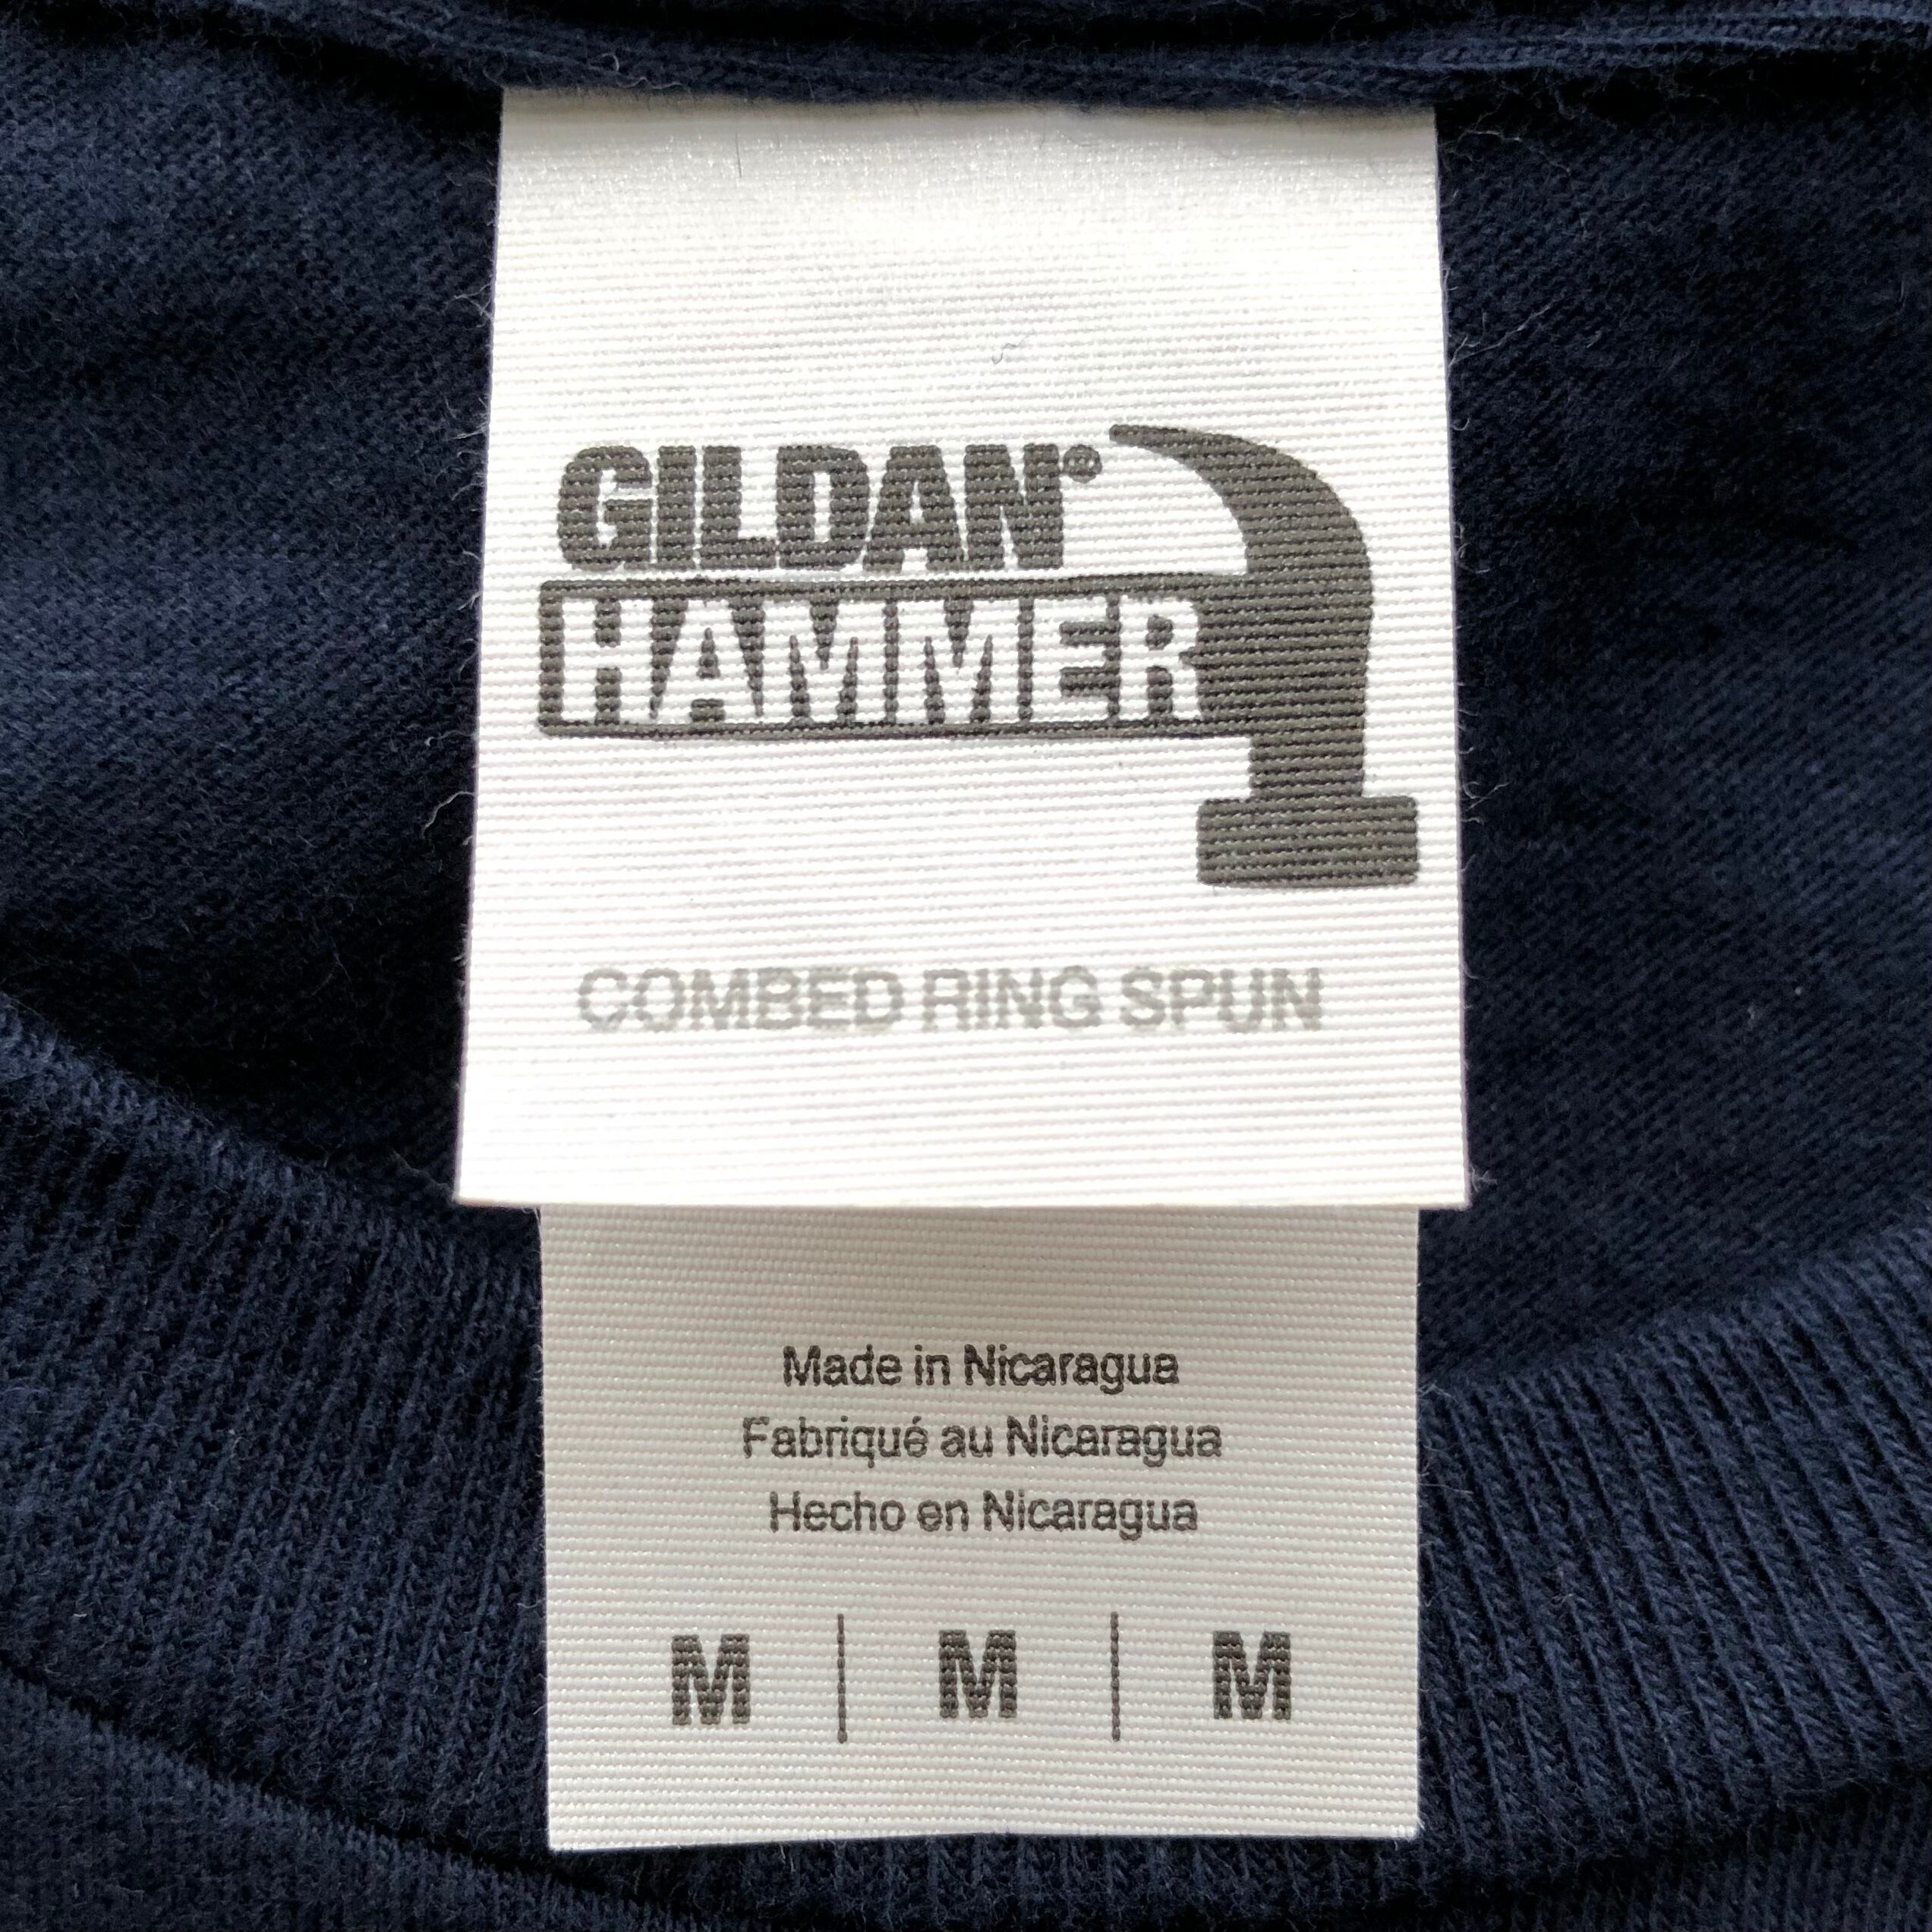 GILDAN®
HAMMER
COMBED RING SPUN
Made in Nicaragua
Fabriqué au Nicaragua
Hecho en Nicaragua
M | M | M